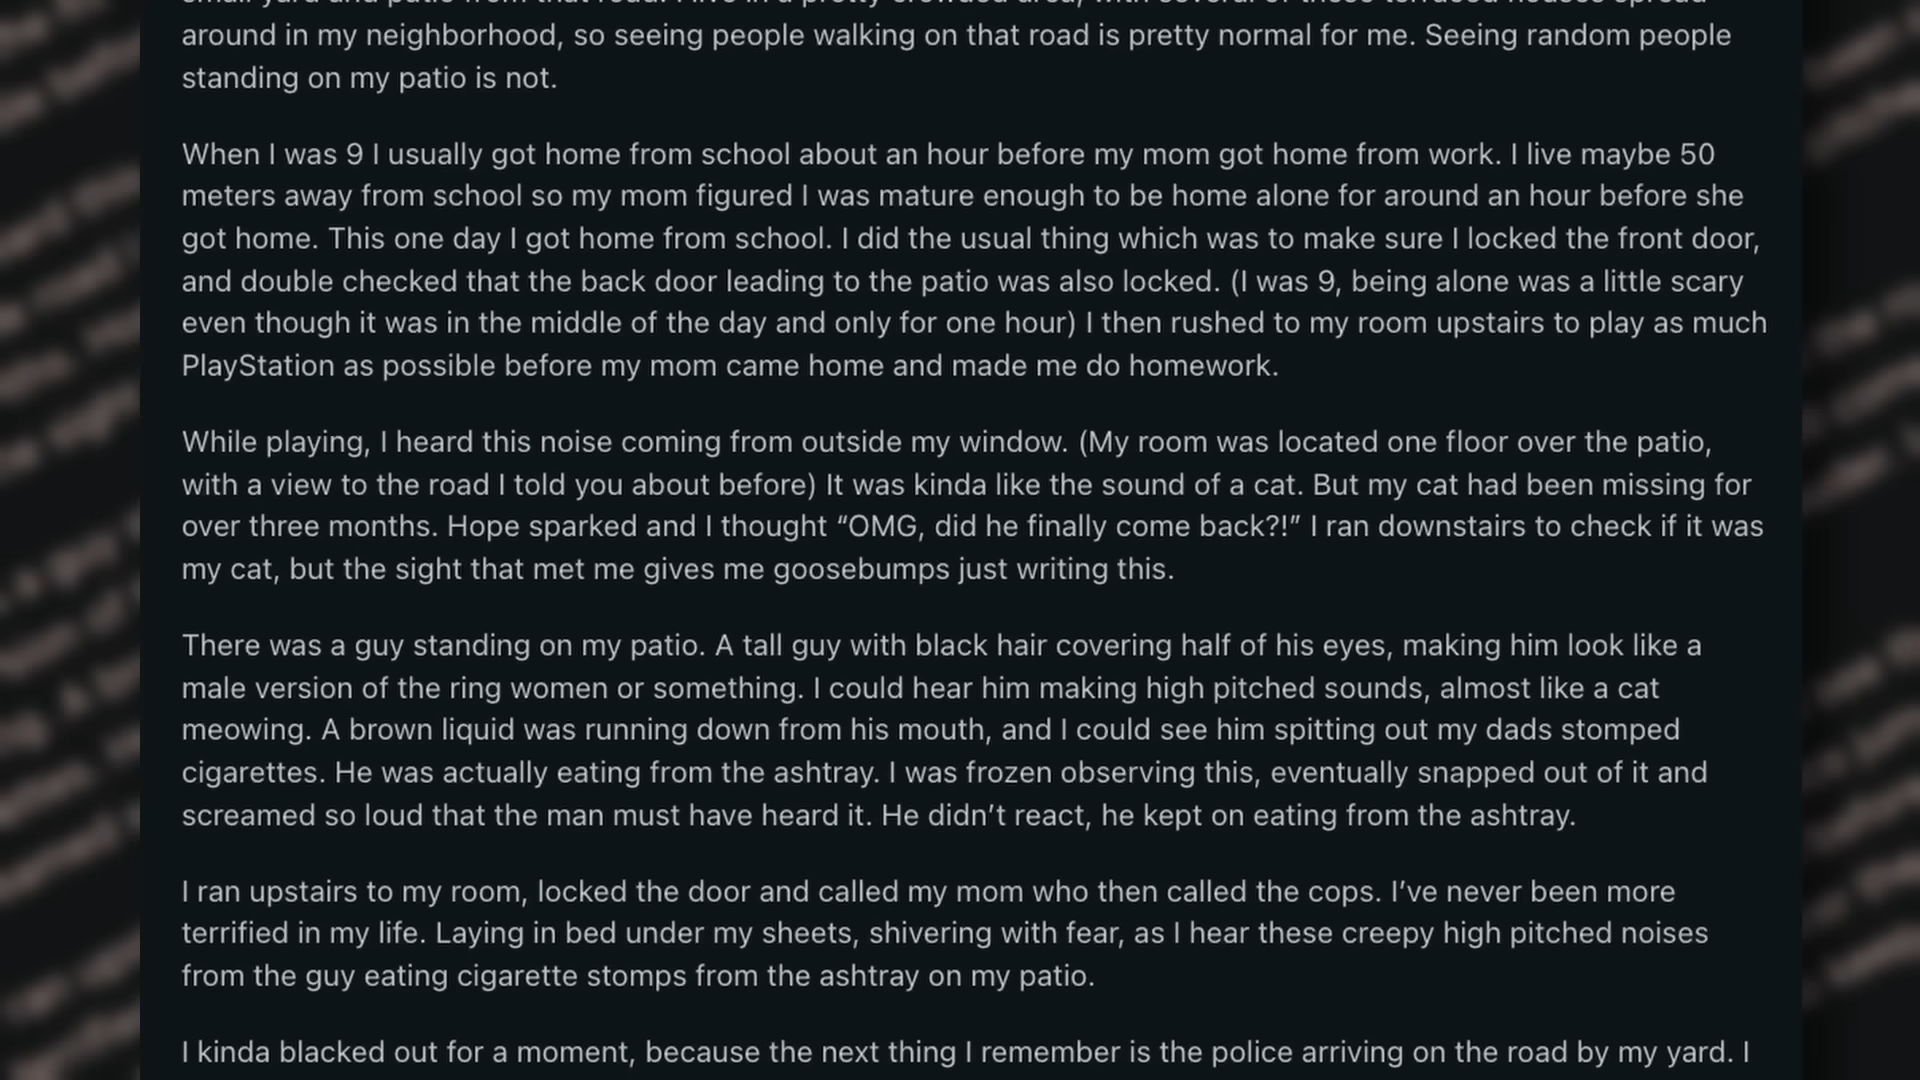 small yard and patio from that road. I live in a pretty crowded area, with several of these terraced houses spread
around in my neighborhood, so seeing people walking on that road is pretty normal for me. Seeing random people
standing on my patio is not.
When I was 9 I usually got home from school about an hour before my mom got home from work. I live maybe 50
meters away from school so my mom figured I was mature enough to be home alone for around an hour before she
got home. This one day I got home from school. I did the usual thing which was to make sure I locked the front door,
and double checked that the back door leading to the patio was also locked. (I was 9, being alone was a little scary
even though it was in the middle of the day and only for one hour) I then rushed to my room upstairs to play as much
PlayStation as possible before my mom came home and made me do homework.
While playing, I heard this noise coming from outside my window. (My room was located one floor over the patio,
with a view to the road I told you about before) It was kinda like the sound of a cat. But my cat had been missing for
over three months. Hope sparked and I thought “OMG, did he finally come back?!” I ran downstairs to check if it was
my cat, but the sight that met me gives me goosebumps just writing this.
There was a guy standing on my patio. A tall guy with black hair covering half of his eyes, making him look like a
male version of the ring women or something. I could hear him making high pitched sounds, almost like a cat
meowing. A brown liquid was running down from his mouth, and I could see him spitting out my dads stomped
cigarettes. He was actually eating from the ashtray. I was frozen observing this, eventually snapped out of it and
screamed so loud that the man must have heard it. He didn’t react, he kept on eating from the ashtray.
I ran upstairs to my room, locked the door and called my mom who then called the cops. I’ve never been more
terrified in my life. Laying in bed under my sheets, shivering with fear, as I hear these creepy high pitched noises
from the guy eating cigarette stomps from the ashtray on my patio.
I kinda blacked out for a moment, because the next thing I remember is the police arriving on the road by my yard. I